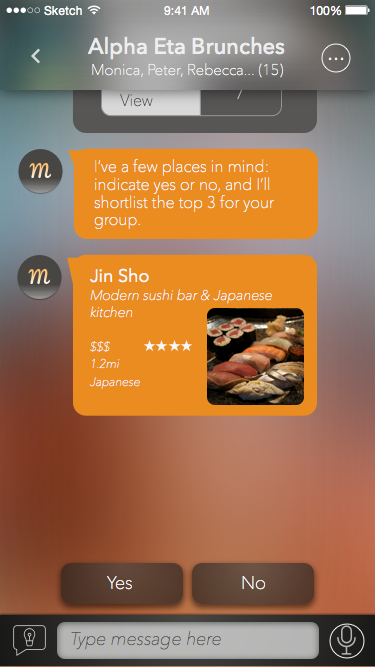 Sketch 9:41 AM 100%
Alpha Eta Brunches
Monica, Peter, Rebecca... (15)
View
m
I've a few places in mind:
indicate yes or no, and I'll
shortlist the top 3 for your
group.
m
Jin Sho
Modern sushi bar & Japanese
kitchen
$$$ ★★★★
1.2mi
Japanese
Yes No
Type message here